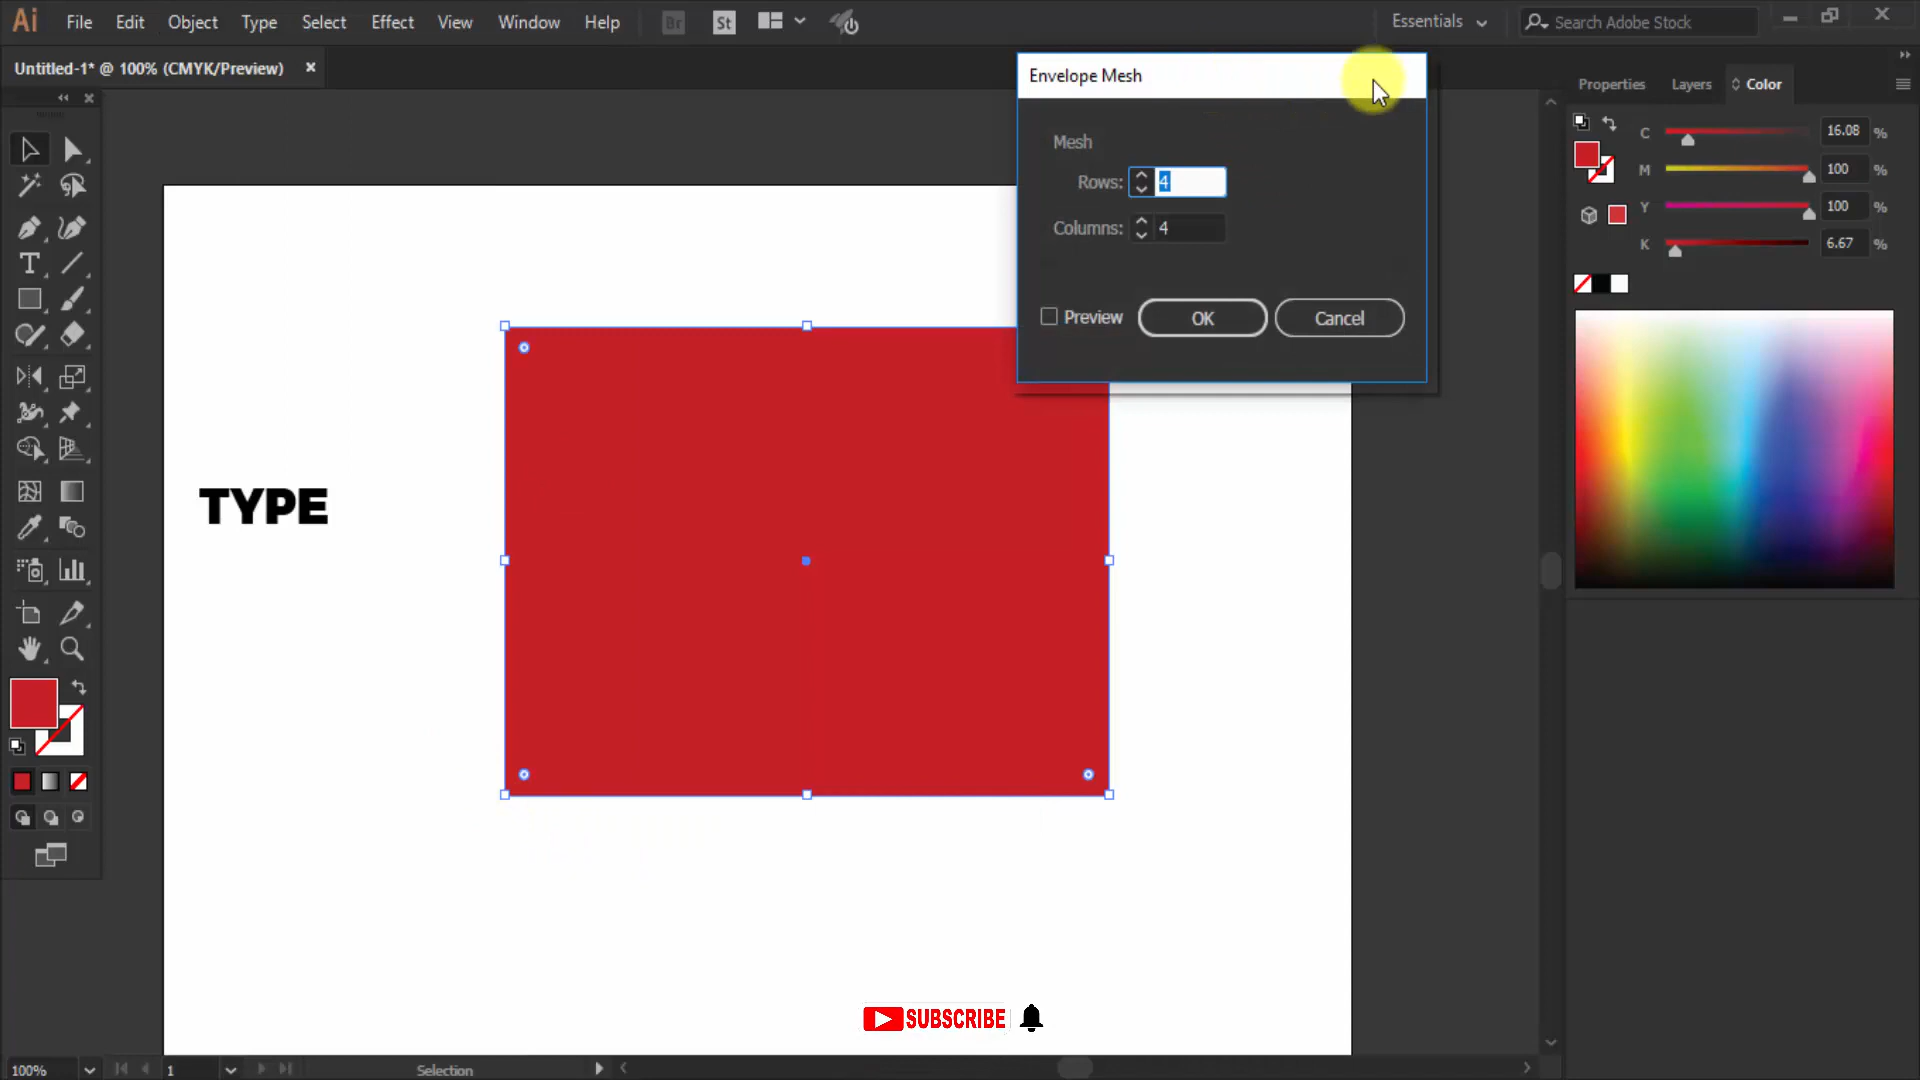 Ai File Edit Object Type Select Effect View Window Help Br St Essentials Search Adobe Stock
Untitled-1* @ 100% (CMYK/Preview)
Envelope Mesh
Mesh
Rows: 4
Columns: 4
Preview OK Cancel
Properties Layers Color
C 16.08 %
M 100 %
Y 100 %
K 6.67 %
TYPE
SUBSCRIBE
100% 1 Selection